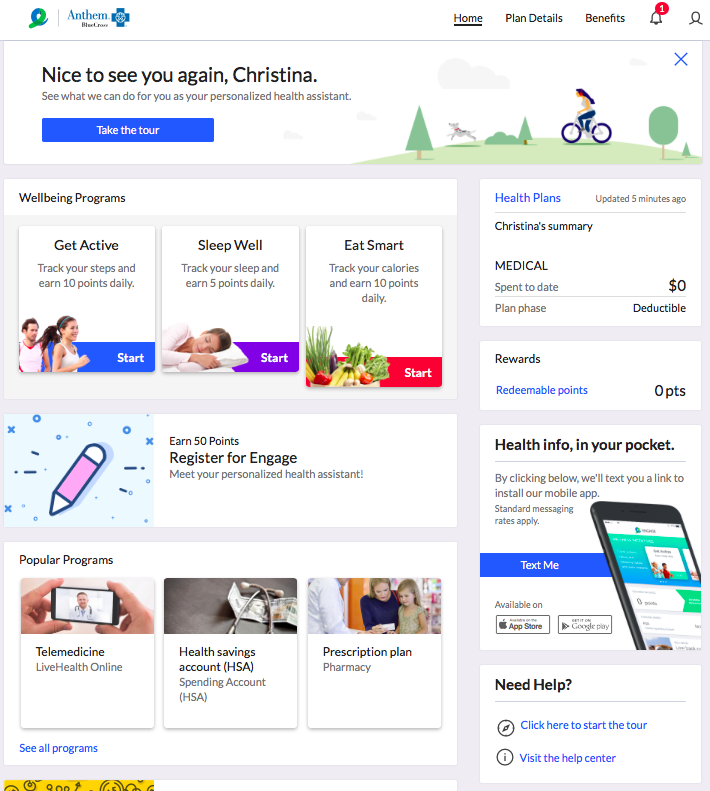 Anthem.
BlueCross
Home
Plan Details
Benefits
1
Nice to see you again, Christina.
See what we can do for you as your personalized health assistant.
Take the tour
Wellbeing Programs
Get Active
Track your steps and
earn 10 points daily.
Start
Sleep Well
Track your sleep and
earn 5 points daily.
Start
Eat Smart
Track your calories
and earn 10 points
daily.
Start
Earn 50 Points
Register for Engage
Meet your personalized health assistant!
Popular Programs
Telemedicine
LiveHealth Online
Health savings
account (HSA)
Spending Account
(HSA)
Prescription plan
Pharmacy
See all programs
Health Plans
Updated 5 minutes ago
Christina's summary
MEDICAL
Spent to date
$0
Plan phase
Deductible
Rewards
Redeemable points
0 pts
Health info, in your pocket.
By clicking below, we'll text you a link to
install our mobile app.
Standard messaging
rates apply.
Text Me
Available on
Available on the
App Store
GET IT ON
Google play
Need Help?
Click here to start the tour
Visit the help center